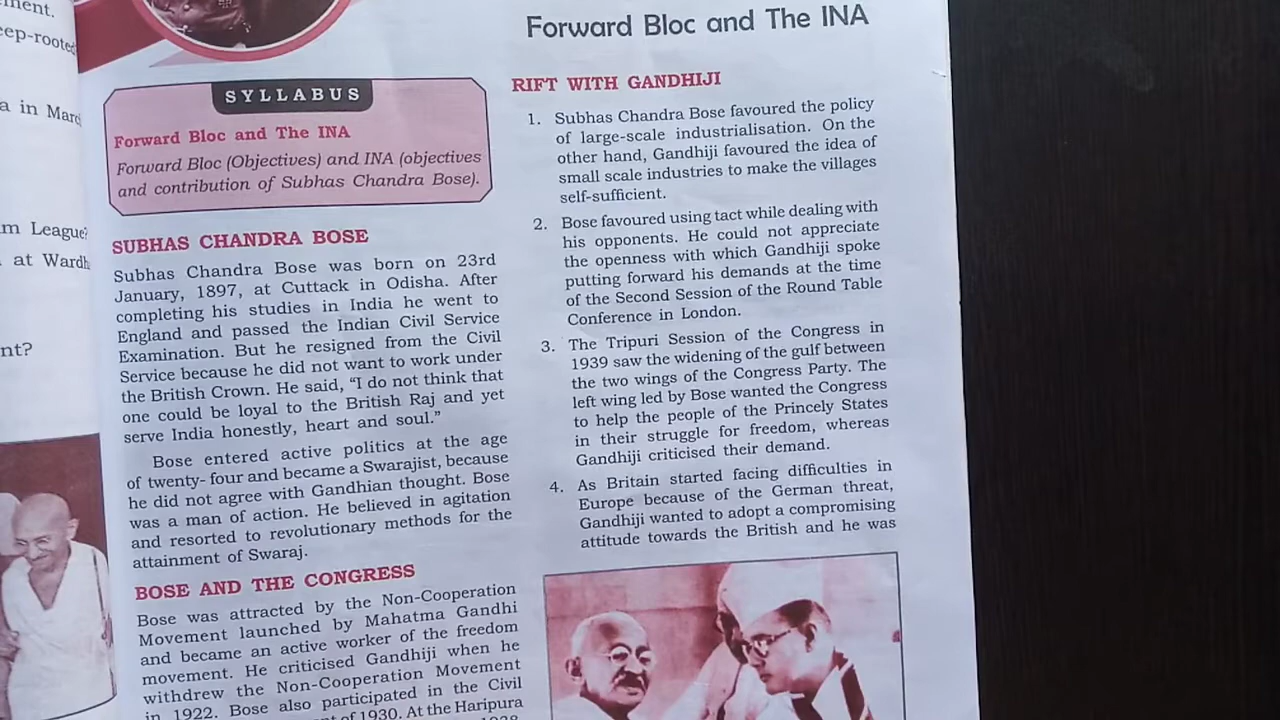 ment.
eep-rooted
a in Mard
m League?
at Wardh
nt?
SYLLABUS
Forward Bloc and The INA
Forward Bloc (Objectives) and INA (objectives
and contribution of Subhas Chandra Bose).
SUBHAS CHANDRA BOSE
Subhas Chandra Bose was born on 23rd
January, 1897, at Cuttack in Odisha. After
completing his studies in India he went to
England and passed the Indian Civil Service
Examination. But he resigned from the Civil
Service because he did not want to work under
the British Crown. He said, “I do not think that
one could be loyal to the British Raj and yet
serve India honestly, heart and soul.”
Bose entered active politics at the age
of twenty- four and became a Swarajist, because
he did not agree with Gandhian thought. Bose
was a man of action. He believed in agitation
and resorted to revolutionary methods for the
attainment of Swaraj.
BOSE AND THE CONGRESS
Bose was attracted by the Non-Cooperation
Movement launched by Mahatma Gandhi
and became an active worker of the freedom
movement. He criticised Gandhiji when he
withdrew the Non-Cooperation Movement
in 1922. Bose also participated in the Civil
of 1930. At the Haripura
Forward Bloc and The INA
RIFT WITH GANDHIJI
1. Subhas Chandra Bose favoured the policy
of large-scale industrialisation. On the
other hand, Gandhiji favoured the idea of
small scale industries to make the villages
self-sufficient.
2. Bose favoured using tact while dealing with
his opponents. He could not appreciate
the openness with which Gandhiji spoke
putting forward his demands at the time
of the Second Session of the Round Table
Conference in London.
3. The Tripuri Session of the Congress in
1939 saw the widening of the gulf between
the two wings of the Congress Party. The
left wing led by Bose wanted the Congress
to help the people of the Princely States
in their struggle for freedom, whereas
Gandhiji criticised their demand.
4. As Britain started facing difficulties in
Europe because of the German threat,
Gandhiji wanted to adopt a compromising
attitude towards the British and he was